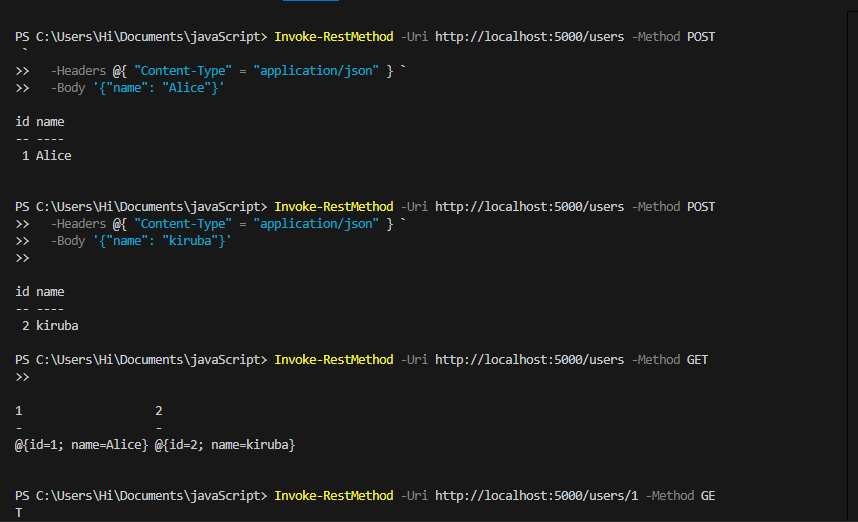 PS C:\Users\Hi\Documents\javaScript> Invoke-RestMethod -Uri http://localhost:5000/users -Method POST
`
>>   -Headers @{ "Content-Type" = "application/json" } `
>>   -Body '{"name": "Alice"}'
id name
-- ----
1 Alice
PS C:\Users\Hi\Documents\javaScript> Invoke-RestMethod -Uri http://localhost:5000/users -Method POST
>>   -Headers @{ "Content-Type" = "application/json" } `
>>   -Body '{"name": "kiruba"}'
>>
id name
-- ----
2 kiruba
PS C:\Users\Hi\Documents\javaScript> Invoke-RestMethod -Uri http://localhost:5000/users -Method GET
>>
1                   2
-                   -
@{id=1; name=Alice} @{id=2; name=kiruba}
PS C:\Users\Hi\Documents\javaScript> Invoke-RestMethod -Uri http://localhost:5000/users/1 -Method GE
T